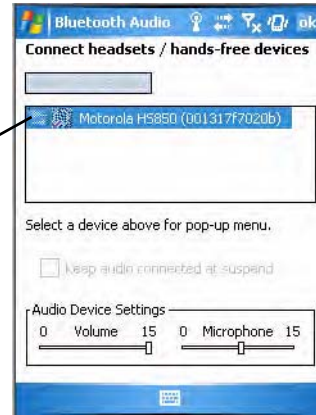 Bluetooth Audio ok
Connect headsets / hands-free devices
Motorola HS850 (001317f7020b)
Select a device above for pop-up menu.
Keep audio connected at suspend
Audio Device Settings
0 Volume 15 0 Microphone 15